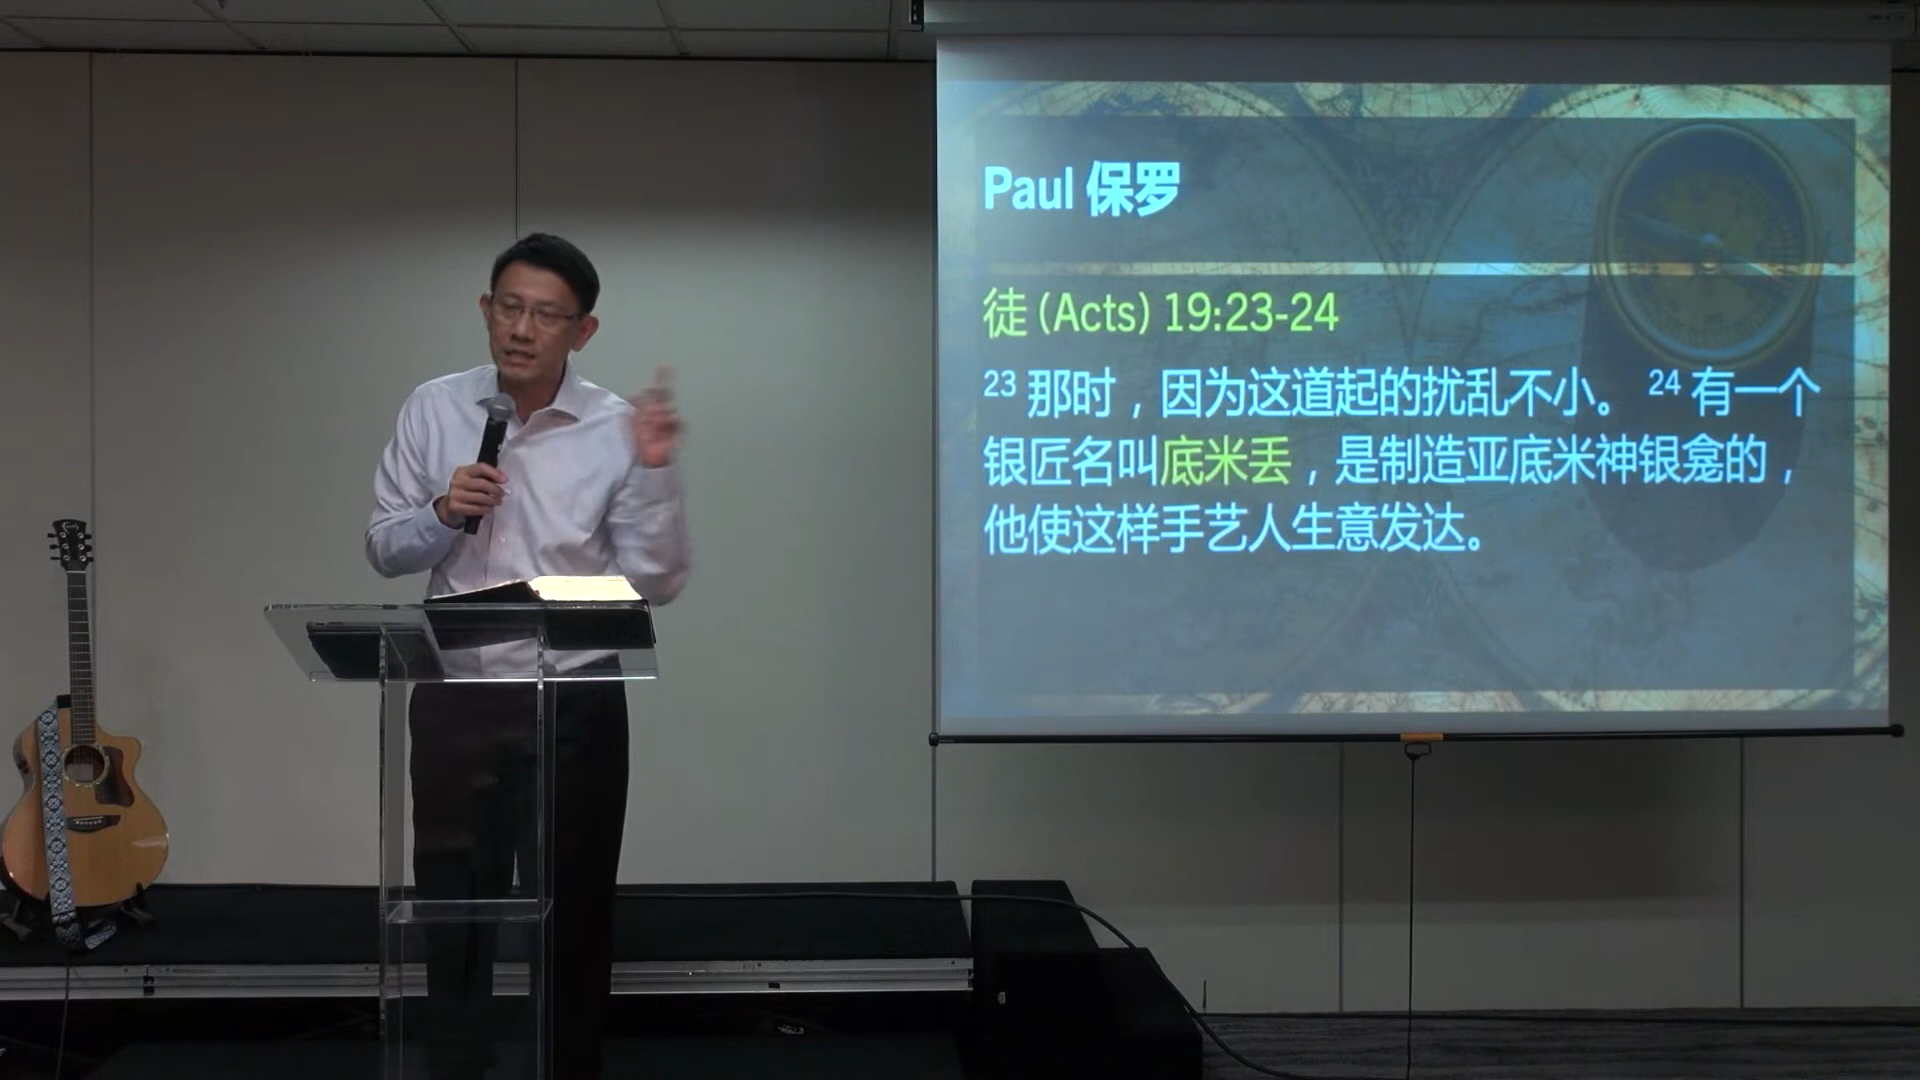 Paul 保罗
徒 (Acts) 19:23-24
23 那时，因为这道起的扰乱不小。 24 有一个
银匠名叫底米丢，是制造亚底米神银龛的，
他使这样手艺人生意发达。